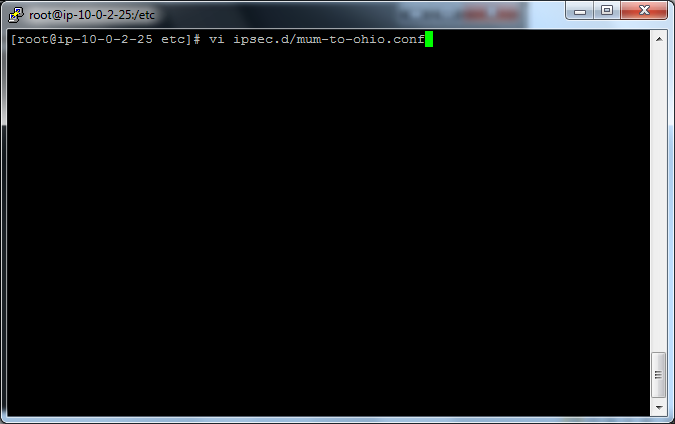 root@ip-10-0-2-25:/etc
[root@ip-10-0-2-25 etc]# vi ipsec.d/mum-to-ohio.conf